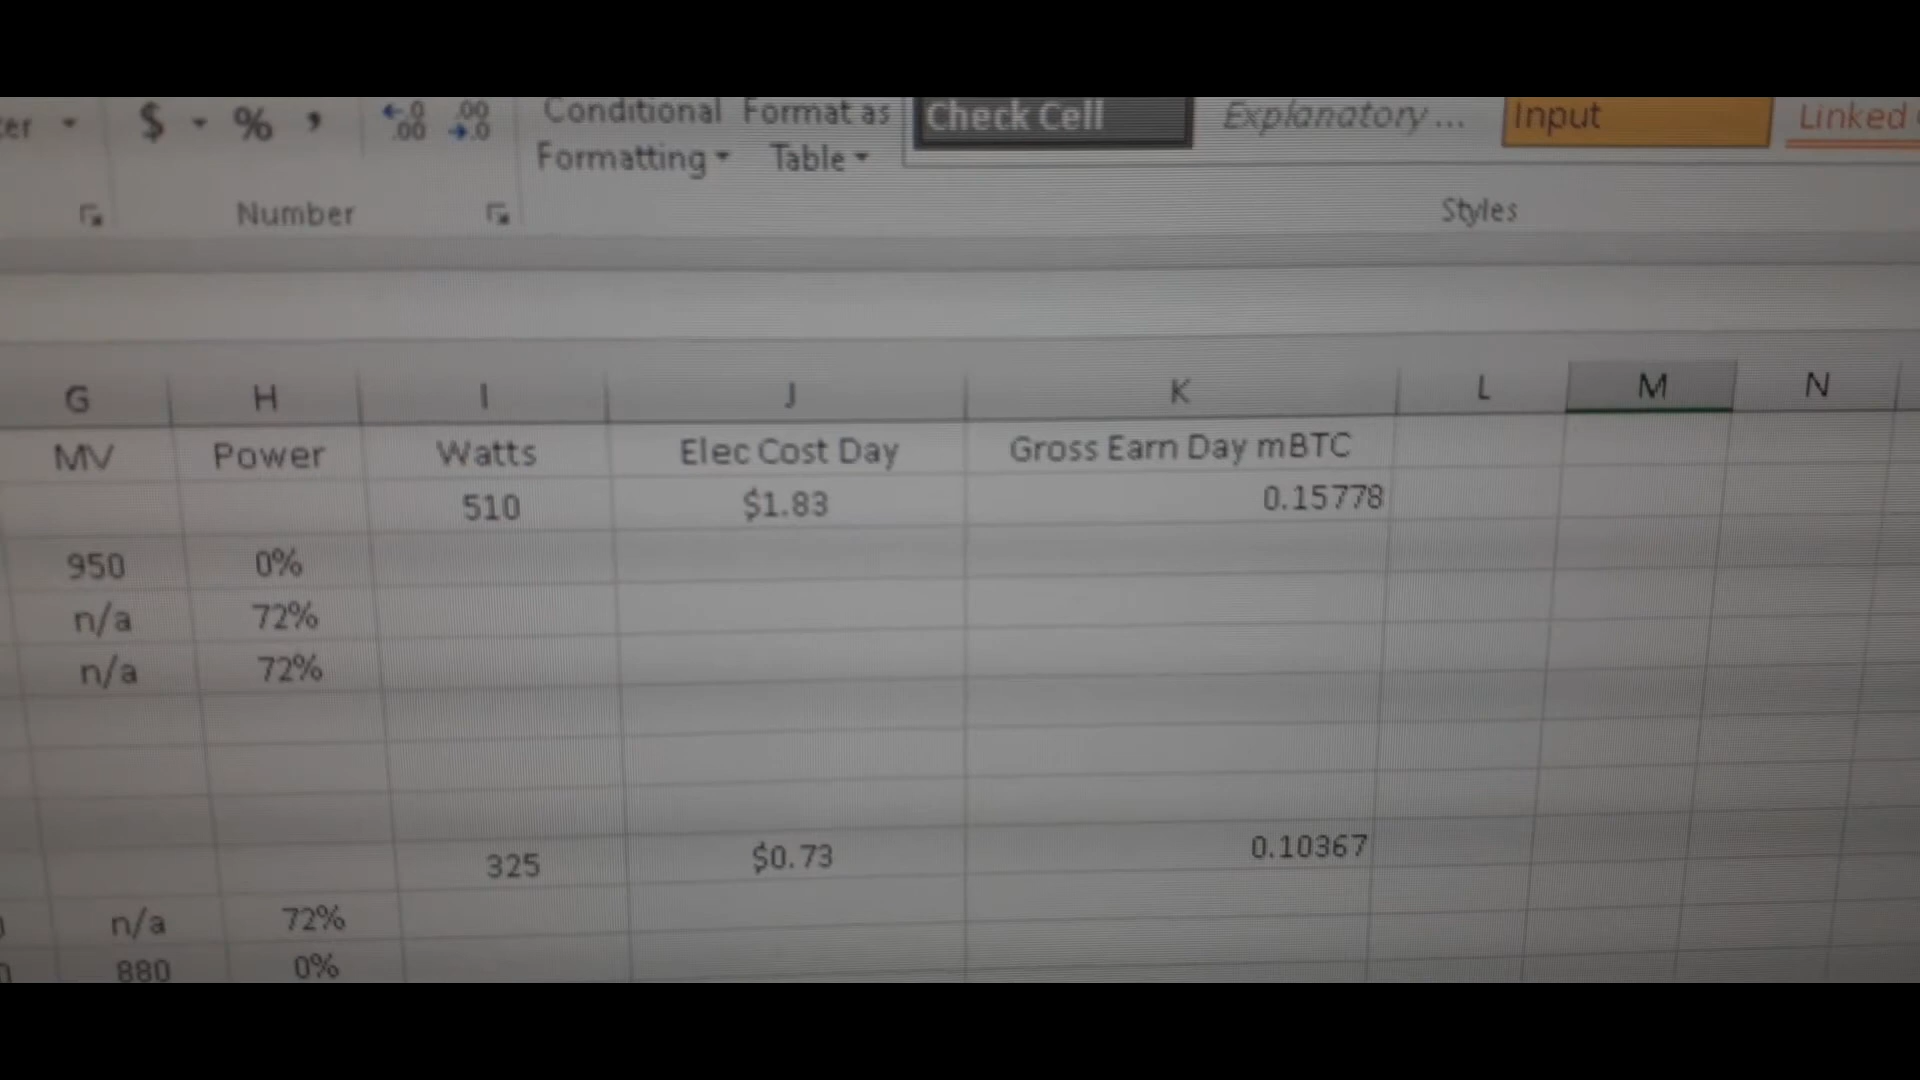 $ % , .0 .00 Conditional Format as Check Cell Explanatory ... Input Linked
.00 .0 Formatting Table
Number Styles
G H I J K L M N
MV Power Watts Elec Cost Day Gross Earn Day mBTC
510 $1.83 0.15778
950 0%
n/a 72%
n/a 72%
325 $0.73 0.10367
n/a 72%
880 0%